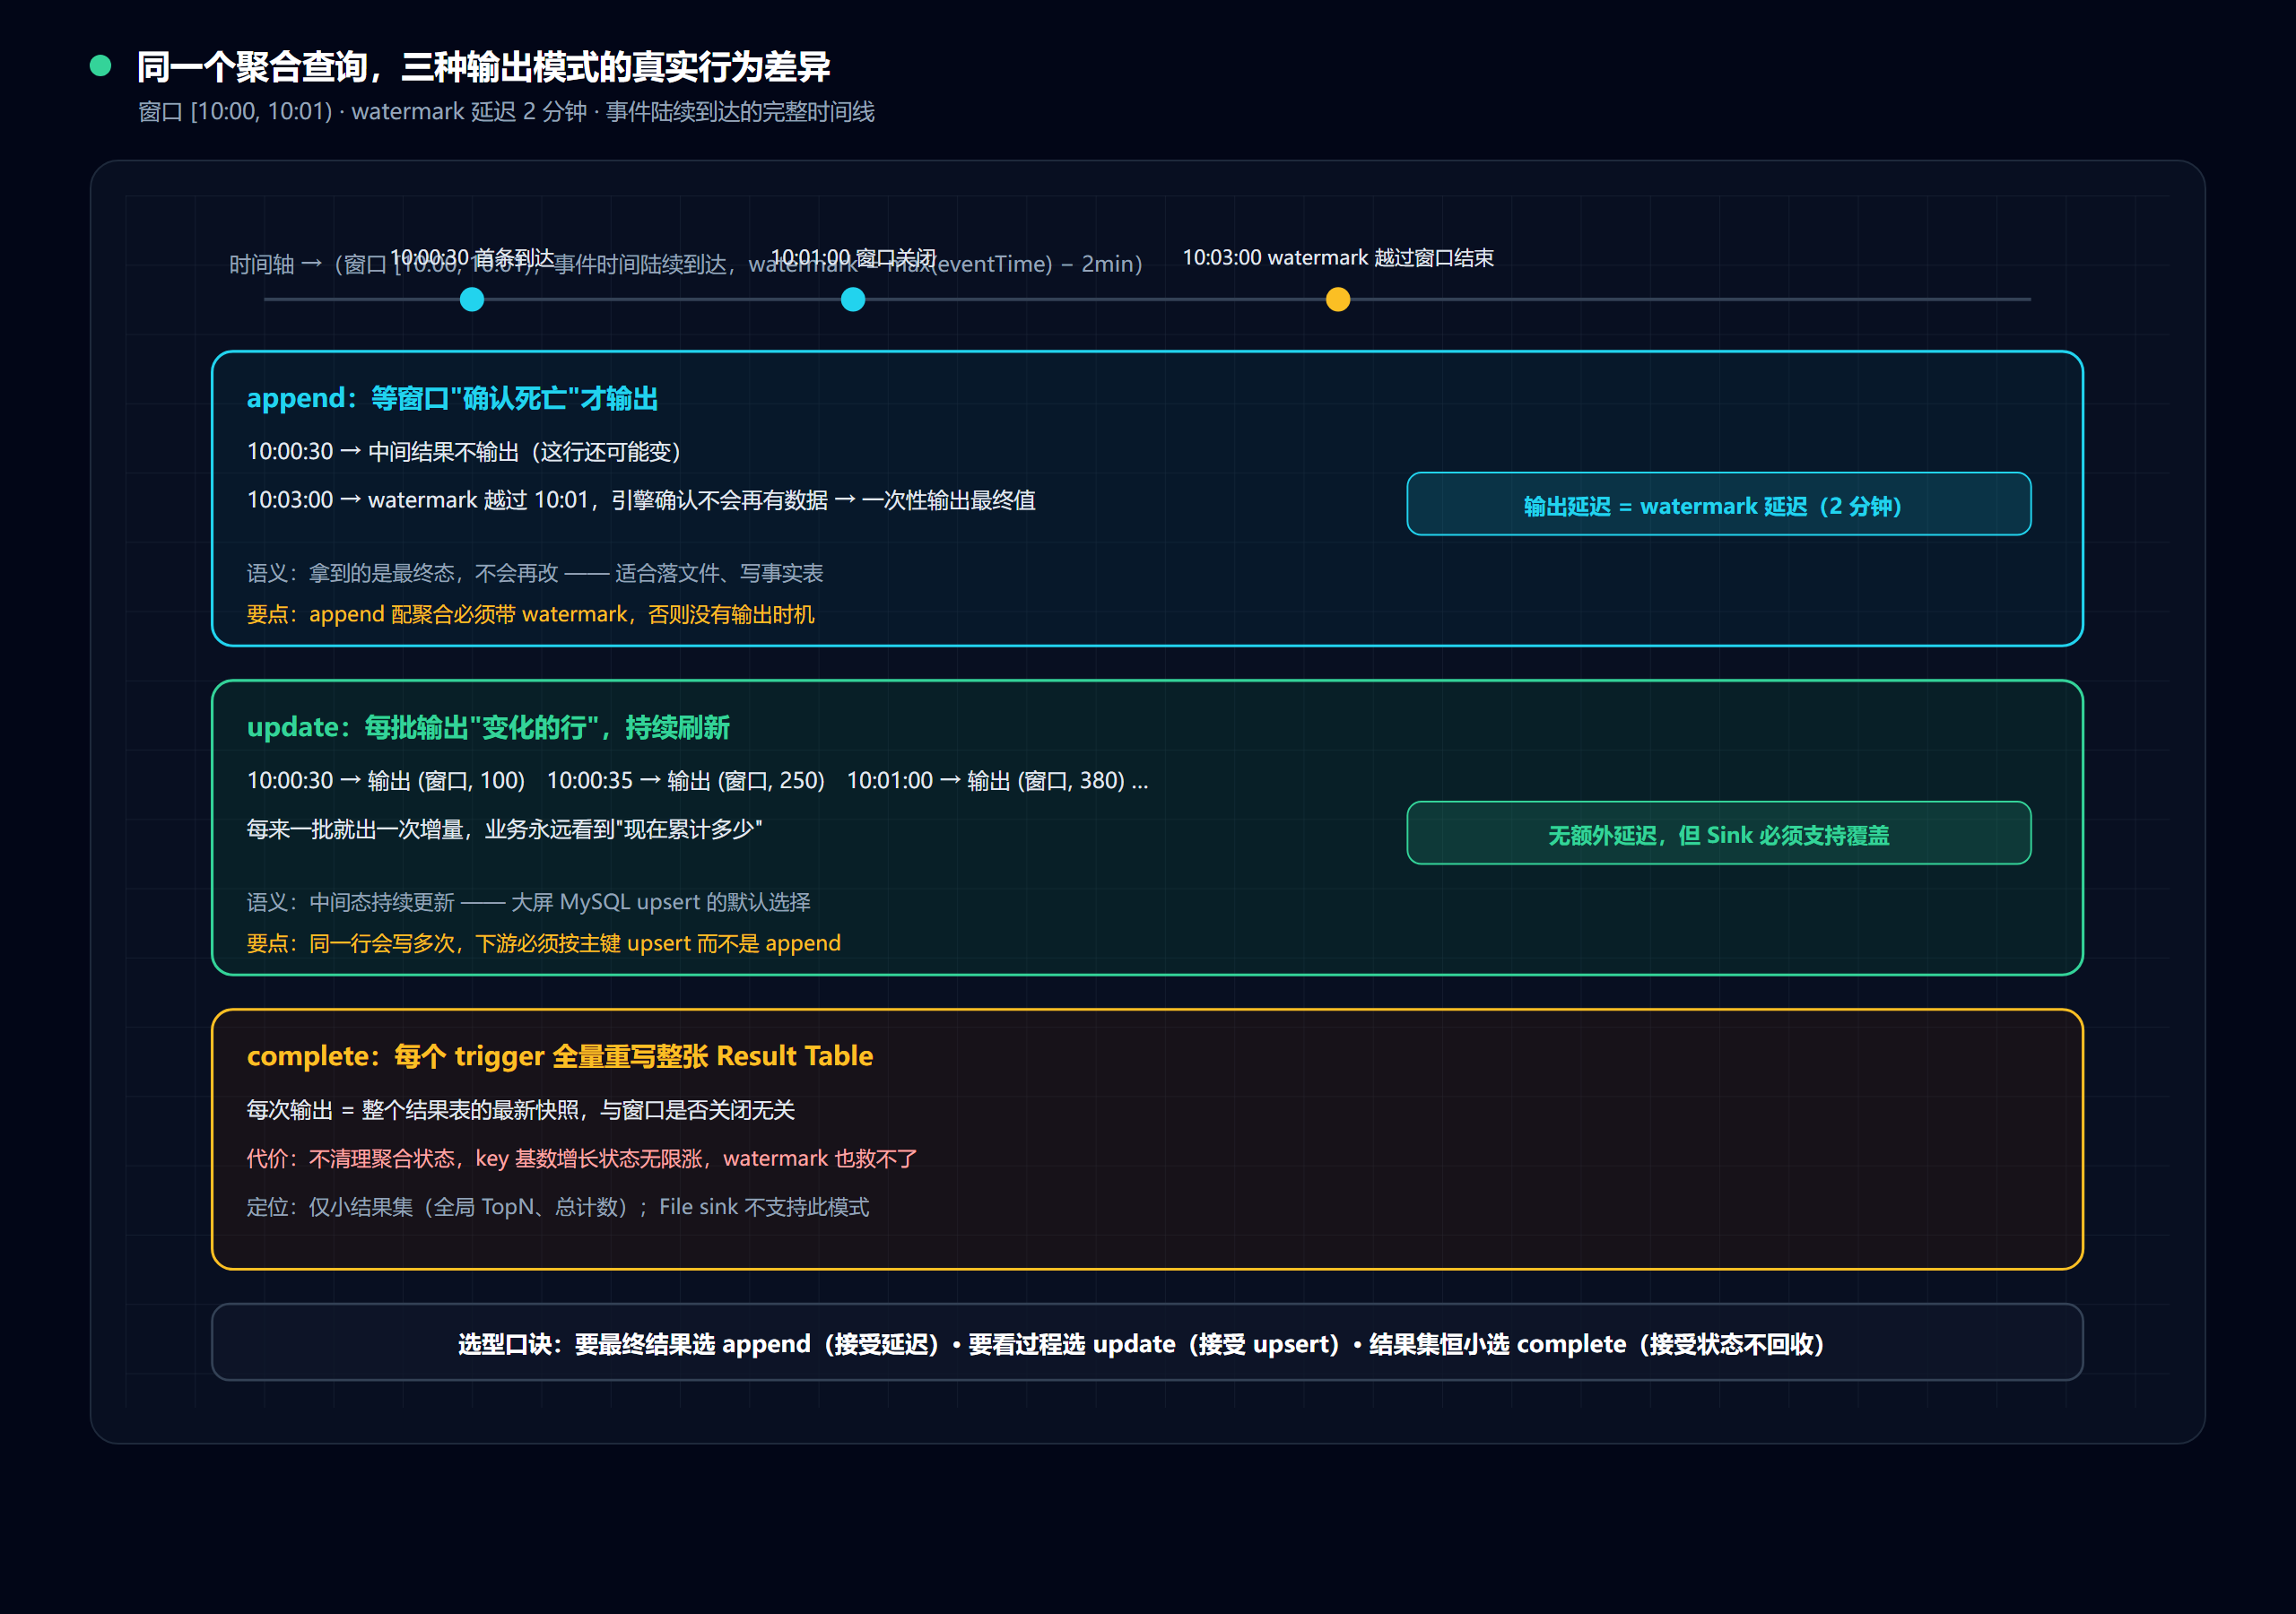 同一个聚合查询，三种输出模式的真实行为差异
窗口 [10:00, 10:01) · watermark 延迟 2 分钟 · 事件陆续到达的完整时间线
时间轴 → （窗口 [10:00, 10:01)，事件时间陆续到达，watermark = max(eventTime) − 2min）
10:00:30 首条到达
10:01:00 窗口关闭
10:03:00 watermark 越过窗口结束
append：等窗口"确认死亡"才输出
10:00:30 → 中间结果不输出（这行还可能变）
10:03:00 → watermark 越过 10:01，引擎确认不会再有数据 → 一次性输出最终值
输出延迟 = watermark 延迟（2 分钟）
语义：拿到的是最终态，不会再改 —— 适合落文件、写事实表
要点：append 配聚合必须带 watermark，否则没有输出时机
update：每批输出"变化的行"，持续刷新
10:00:30 → 输出 (窗口, 100) 10:00:35 → 输出 (窗口, 250) 10:01:00 → 输出 (窗口, 380) ...
每来一批就出一次增量，业务永远看到"现在累计多少"
无额外延迟，但 Sink 必须支持覆盖
语义：中间态持续更新 —— 大屏 MySQL upsert 的默认选择
要点：同一行会写多次，下游必须按主键 upsert 而不是 append
complete：每个 trigger 全量重写整张 Result Table
每次输出 = 整个结果表的最新快照，与窗口是否关闭无关
代价：不清理聚合状态，key 基数增长状态无限涨，watermark 也救不了
定位：仅小结果集（全局 TopN、总计数）；File sink 不支持此模式
选型口诀：要最终结果选 append（接受延迟）• 要看过程选 update（接受 upsert）• 结果集恒小选 complete（接受状态不回收）